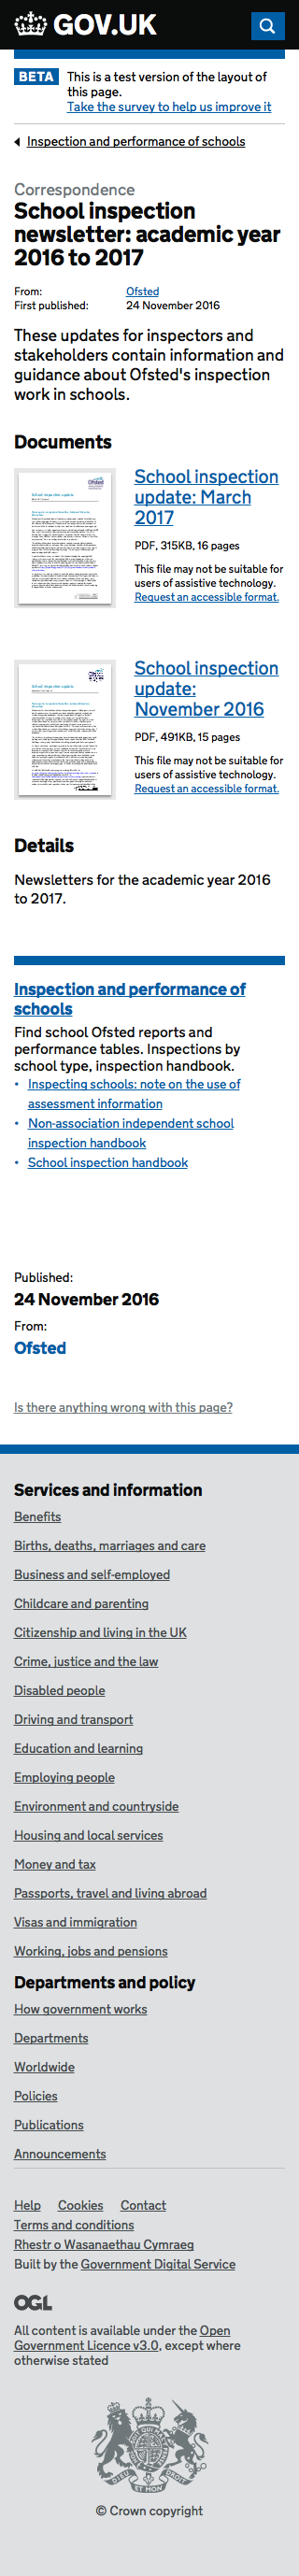 GOV.UK
BETA This is a test version of the layout of
this page.
Take the survey to help us improve it
Inspection and performance of schools
Correspondence
School inspection
newsletter: academic year
2016 to 2017
From: Ofsted
First published: 24 November 2016
These updates for inspectors and
stakeholders contain information and
guidance about Ofsted's inspection
work in schools.
Documents
Ofsted
School inspection update
School inspection
update: March
2017
PDF, 315KB, 16 pages
This file may not be suitable for
users of assistive technology.
Request an accessible format.
School inspection update
School inspection
update:
November 2016
PDF, 491KB, 15 pages
This file may not be suitable for
users of assistive technology.
Request an accessible format.
Details
Newsletters for the academic year 2016
to 2017.
Inspection and performance of
schools
Find school Ofsted reports and
performance tables. Inspections by
school type, inspection handbook.
• Inspecting schools: note on the use of
assessment information
• Non-association independent school
inspection handbook
• School inspection handbook
Published:
24 November 2016
From:
Ofsted
Is there anything wrong with this page?
Services and information
Benefits
Births, deaths, marriages and care
Business and self-employed
Childcare and parenting
Citizenship and living in the UK
Crime, justice and the law
Disabled people
Driving and transport
Education and learning
Employing people
Environment and countryside
Housing and local services
Money and tax
Passports, travel and living abroad
Visas and immigration
Working, jobs and pensions
Departments and policy
How government works
Departments
Worldwide
Policies
Publications
Announcements
Help Cookies Contact
Terms and conditions
Rhestr o Wasanaethau Cymraeg
Built by the Government Digital Service
OGL
All content is available under the Open
Government Licence v3.0, except where
otherwise stated
DIEU ET MON
© Crown copyright